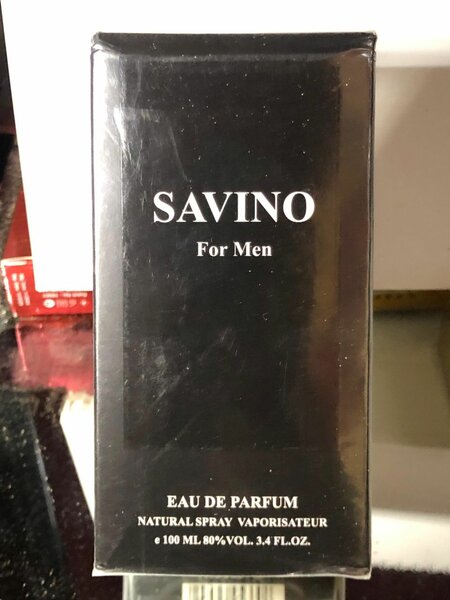 SAVINO
For Men
EAU DE PARFUM
NATURAL SPRAY VAPORISATEUR
e 100 ML 80%VOL. 3.4 FL.OZ.